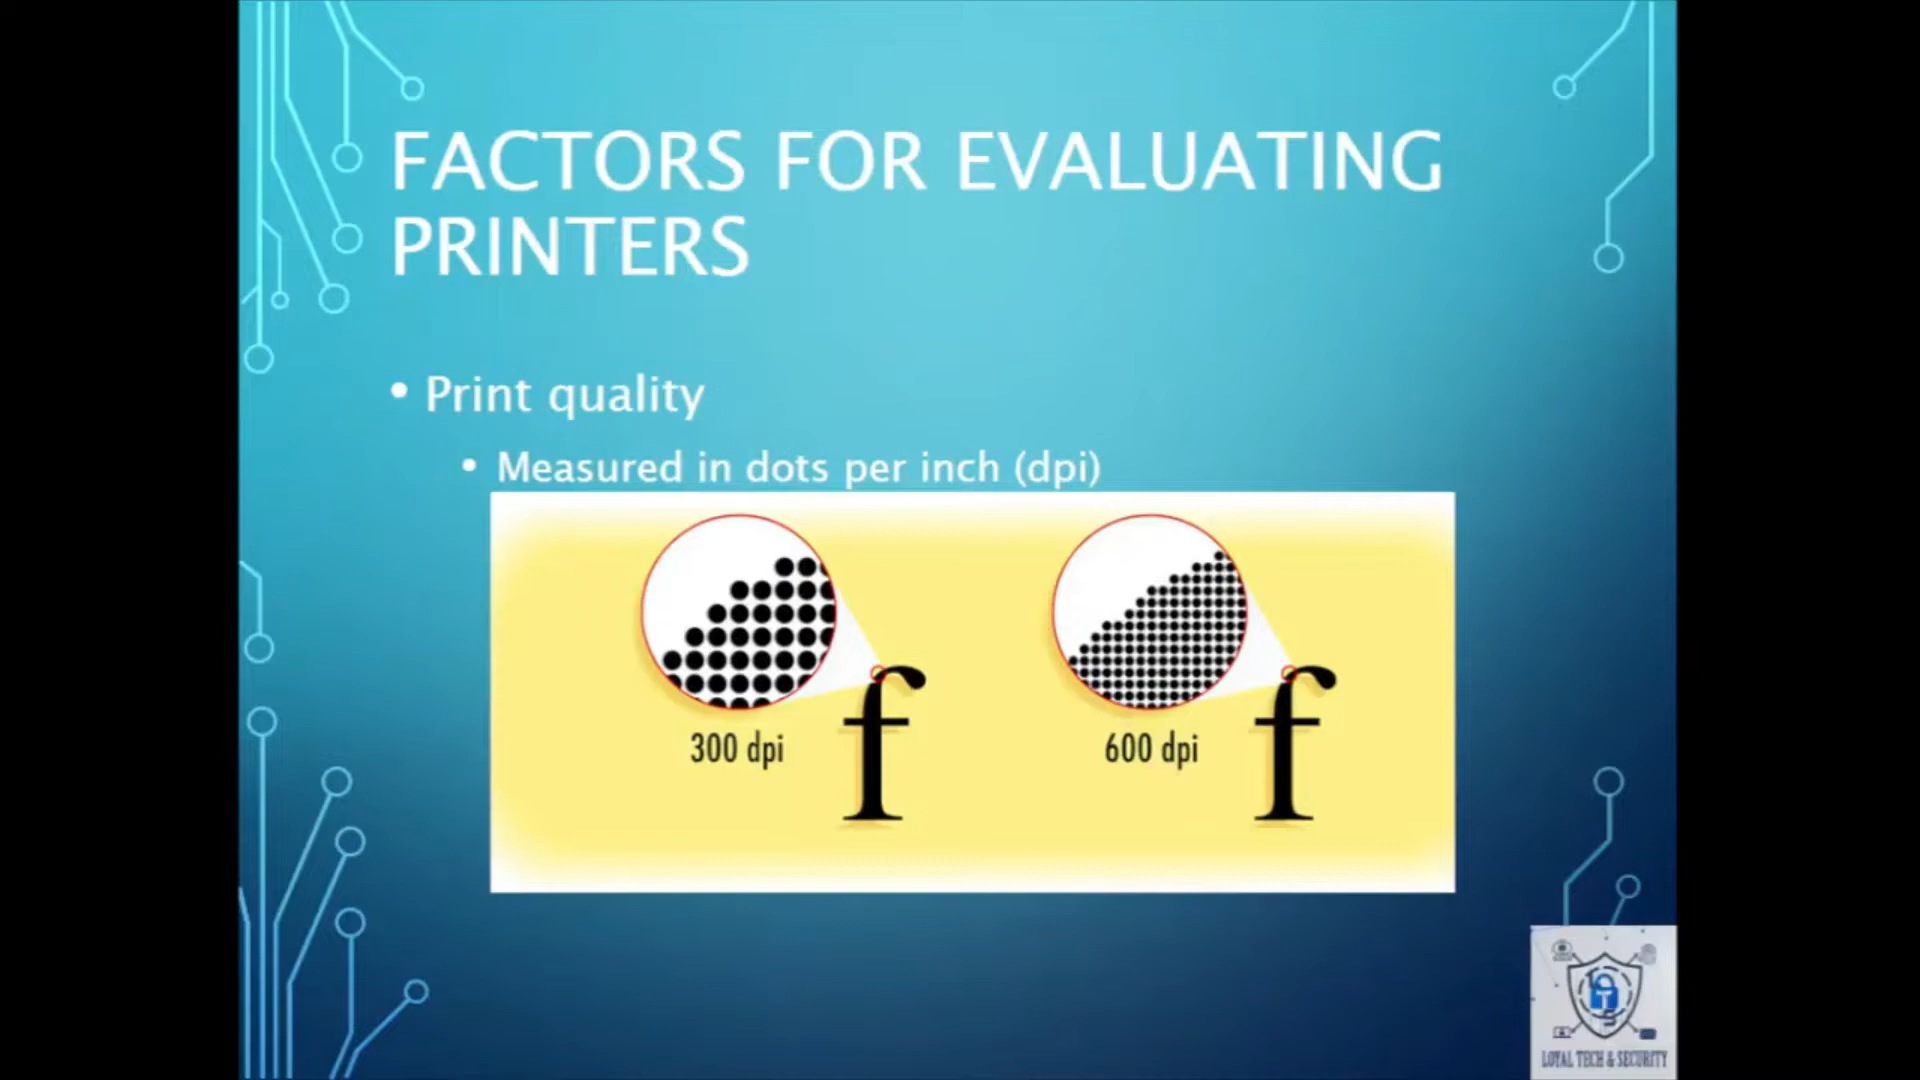 FACTORS FOR EVALUATING
PRINTERS
• Print quality
• Measured in dots per inch (dpi)
300 dpi
f
600 dpi
f
LOYAL TECH & SECURITY